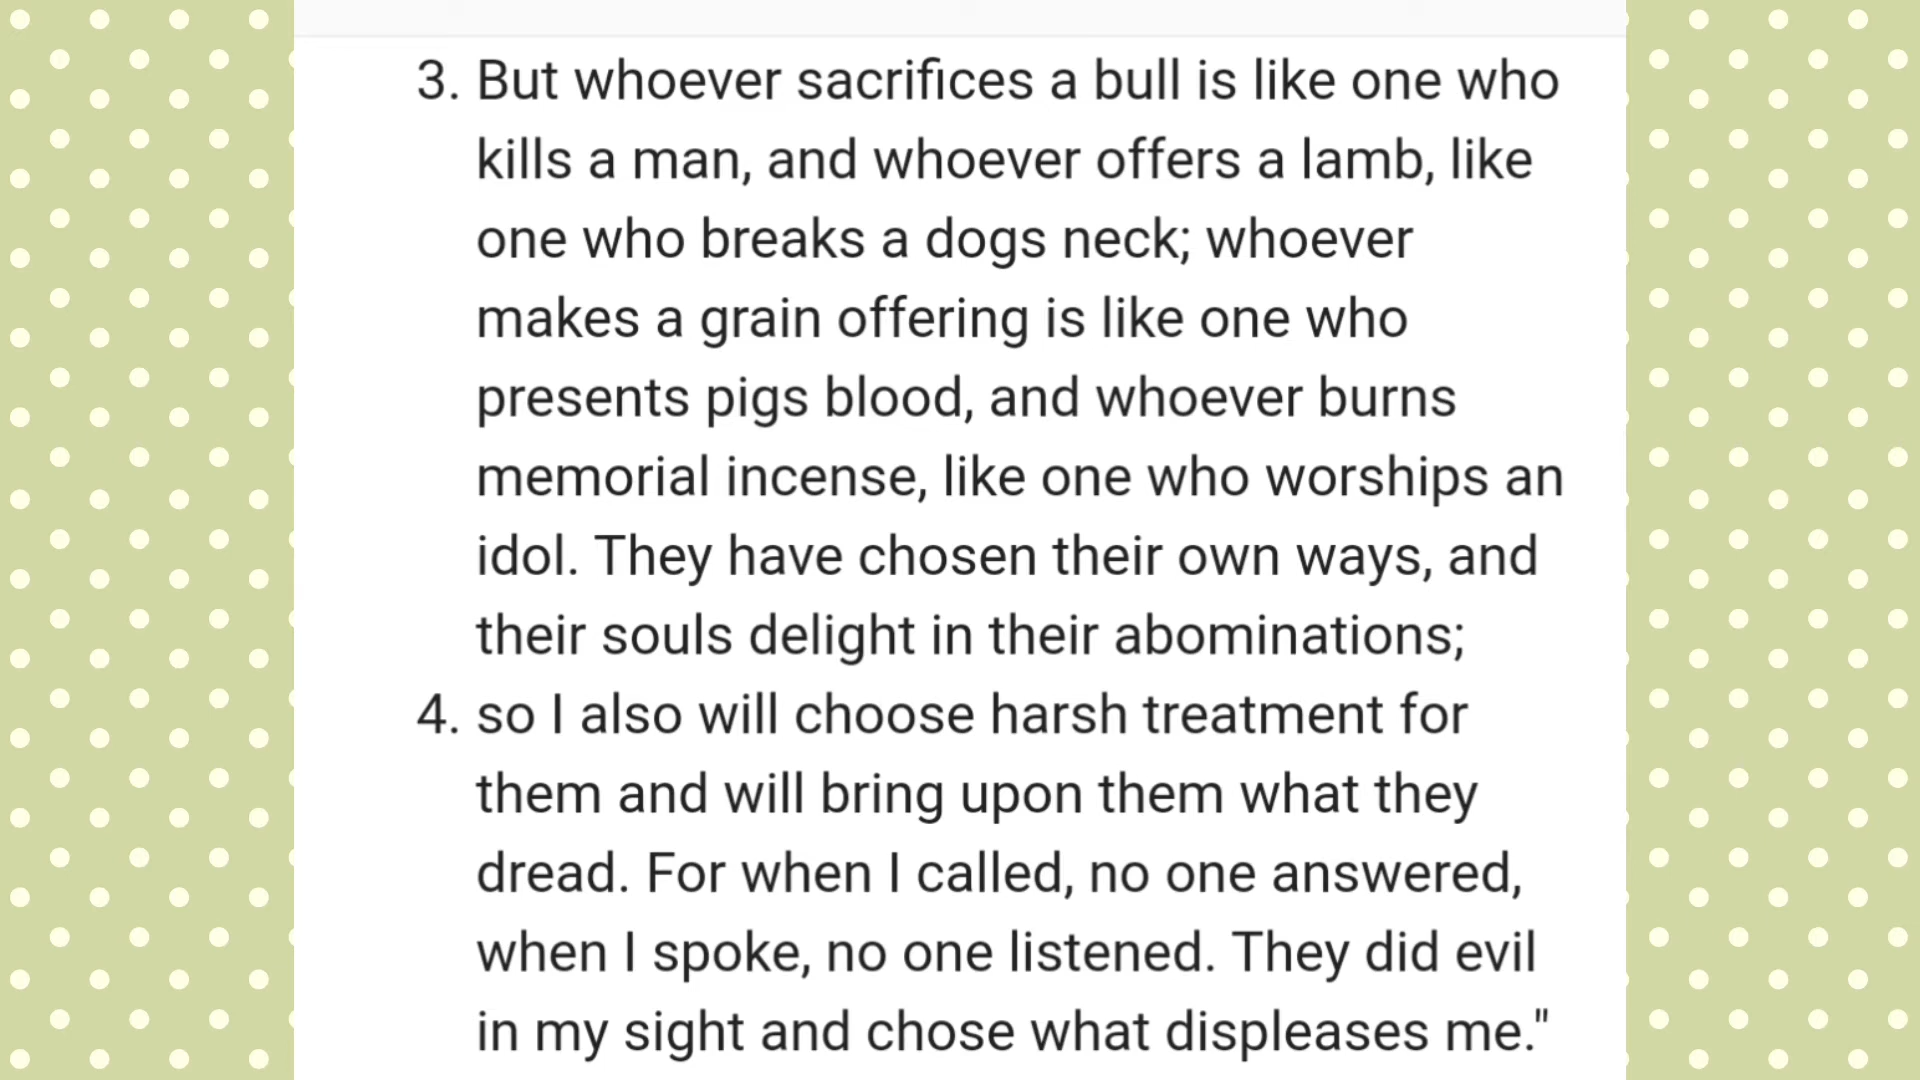 3. But whoever sacrifices a bull is like one who
kills a man, and whoever offers a lamb, like
one who breaks a dogs neck; whoever
makes a grain offering is like one who
presents pigs blood, and whoever burns
memorial incense, like one who worships an
idol. They have chosen their own ways, and
their souls delight in their abominations;
4. so I also will choose harsh treatment for
them and will bring upon them what they
dread. For when I called, no one answered,
when I spoke, no one listened. They did evil
in my sight and chose what displeases me."